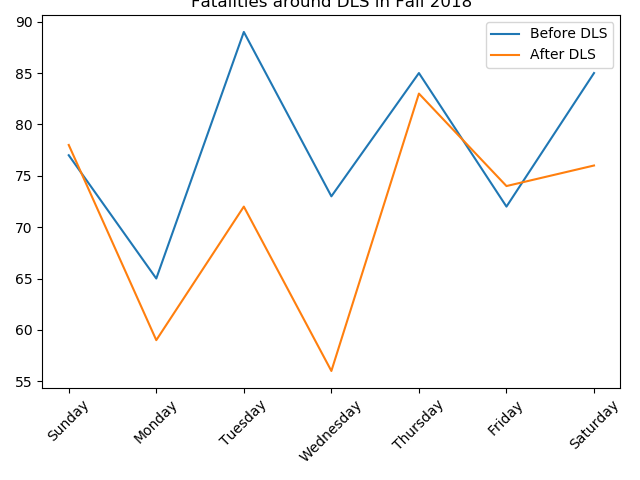 Fatalities around DLS in Fall 2018
90
85
80
75
70
65
60
55
Before DLS
After DLS
Sunday
Monday
Tuesday
Wednesday
Thursday
Friday
Saturday